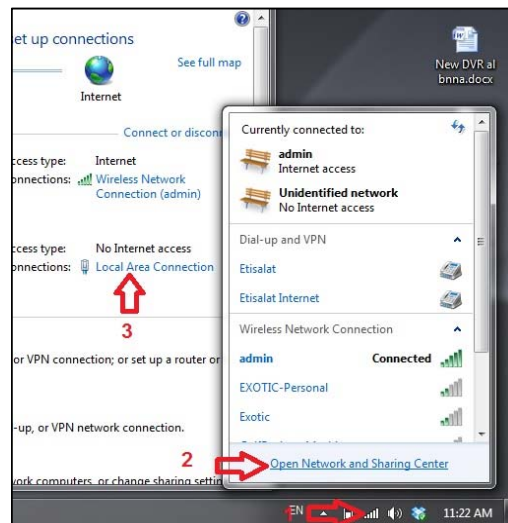 set up connections
See full map
Internet
Connect or disconn
ccess type: Internet
onnections: Wireless Network
Connection (admin)
ccess type: No Internet access
onnections: Local Area Connection
3
or VPN connection; or set up a router or
-up, or VPN network connection.
2
work computers, or change sharing settin
New DVR al
bnna.docx
Currently connected to:
admin
Internet access
Unidentified network
No Internet access
Dial-up and VPN
Etisalat
Etisalat Internet
Wireless Network Connection
admin Connected
EXOTIC-Personal
Exotic
Open Network and Sharing Center
EN
11:22 AM